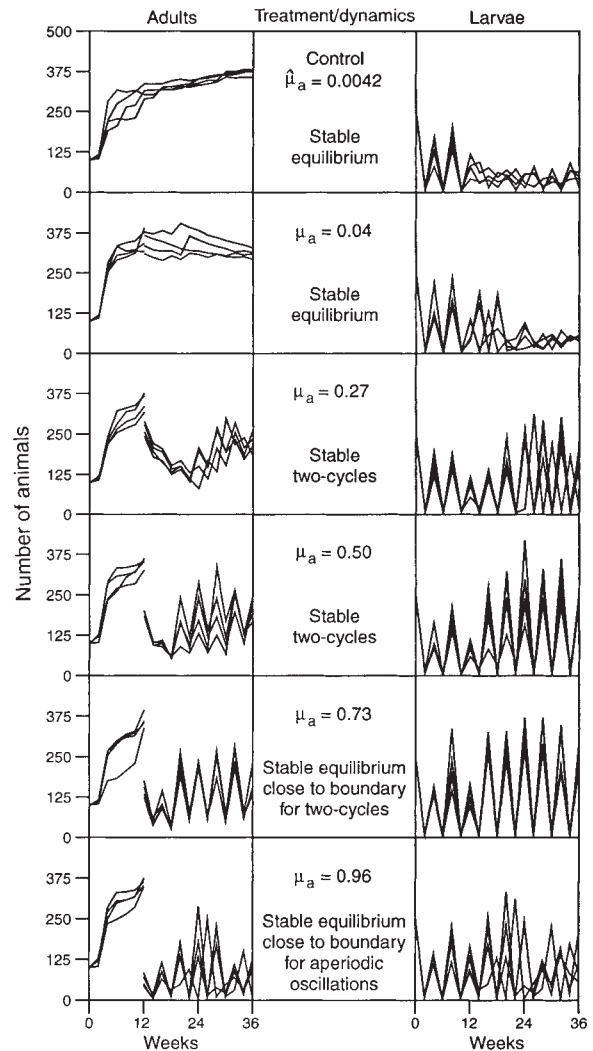 Adults
Treatment/dynamics
Larvae
Number of animals
500
375
250
125
0
Control
μ̂a = 0.0042
Stable
equilibrium
375
250
125
0
μa = 0.04
Stable
equilibrium
375
250
125
0
μa = 0.27
Stable
two-cycles
375
250
125
0
μa = 0.50
Stable
two-cycles
375
250
125
0
μa = 0.73
Stable equilibrium
close to boundary
for two-cycles
375
250
125
0
μa = 0.96
Stable equilibrium
close to boundary
for aperiodic
oscillations
0 12 24 36
Weeks
0 12 24 36
Weeks